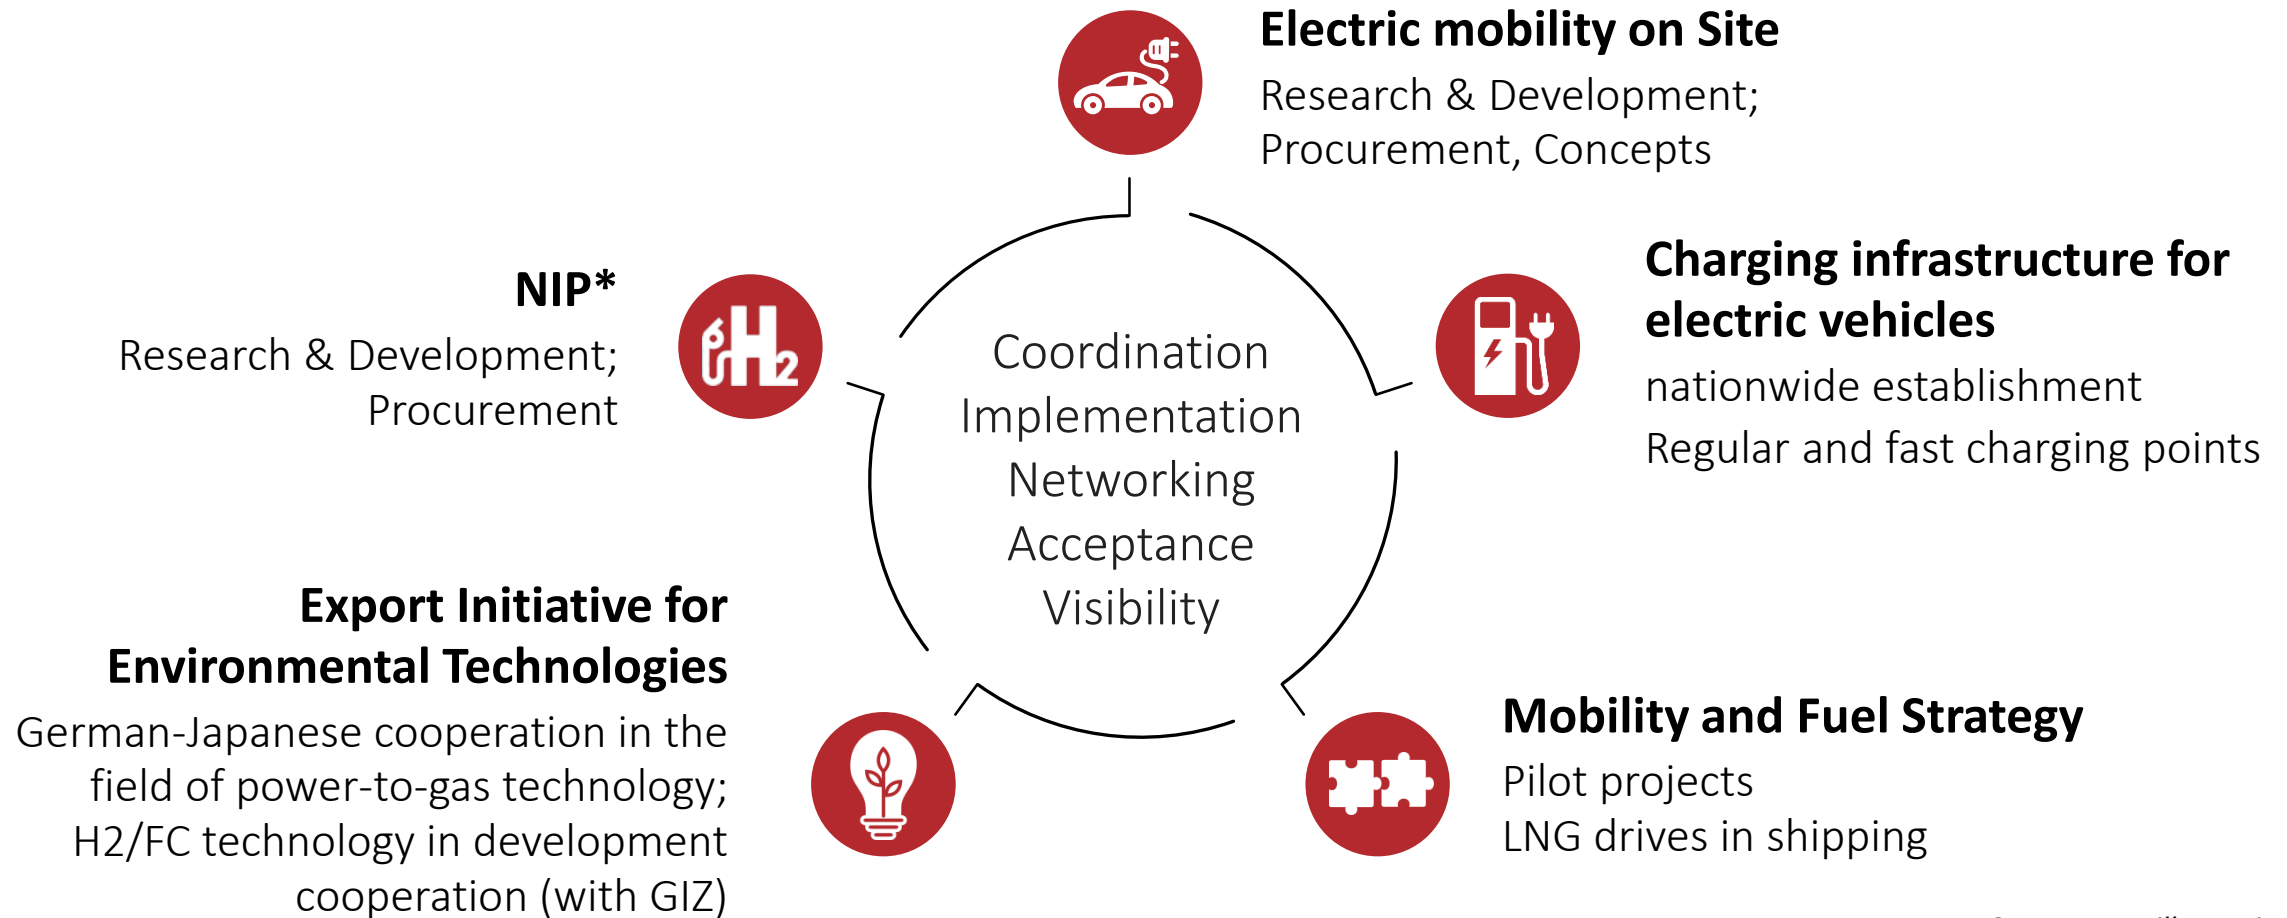 Electric mobility on Site
Research & Development;
Procurement, Concepts
Charging infrastructure for
electric vehicles
nationwide establishment
Regular and fast charging points
NIP*
Research & Development;
Procurement
H2
Coordination
Implementation
Networking
Acceptance
Visibility
Export Initiative for
Environmental Technologies
German-Japanese cooperation in the
field of power-to-gas technology;
H2/FC technology in development
cooperation (with GIZ)
Mobility and Fuel Strategy
Pilot projects
LNG drives in shipping